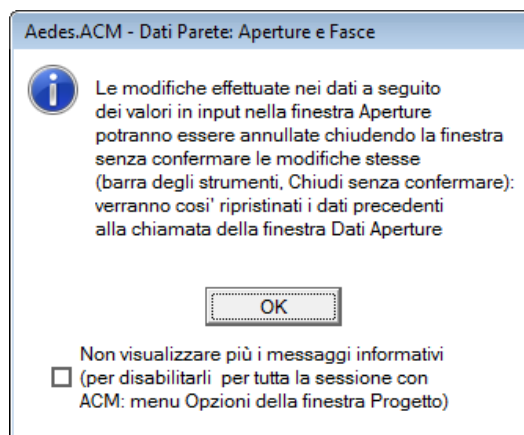 Aedes.ACM - Dati Parete: Aperture e Fasce
Le modifiche effettuate nei dati a seguito
dei valori in input nella finestra Aperture
potranno essere annullate chiudendo la finestra
senza confermare le modifiche stesse
(barra degli strumenti, Chiudi senza confermare):
verranno cosi' ripristinati i dati precedenti
alla chiamata della finestra Dati Aperture
OK
Non visualizzare più i messaggi informativi
(per disabilitarli per tutta la sessione con
ACM: menu Opzioni della finestra Progetto)